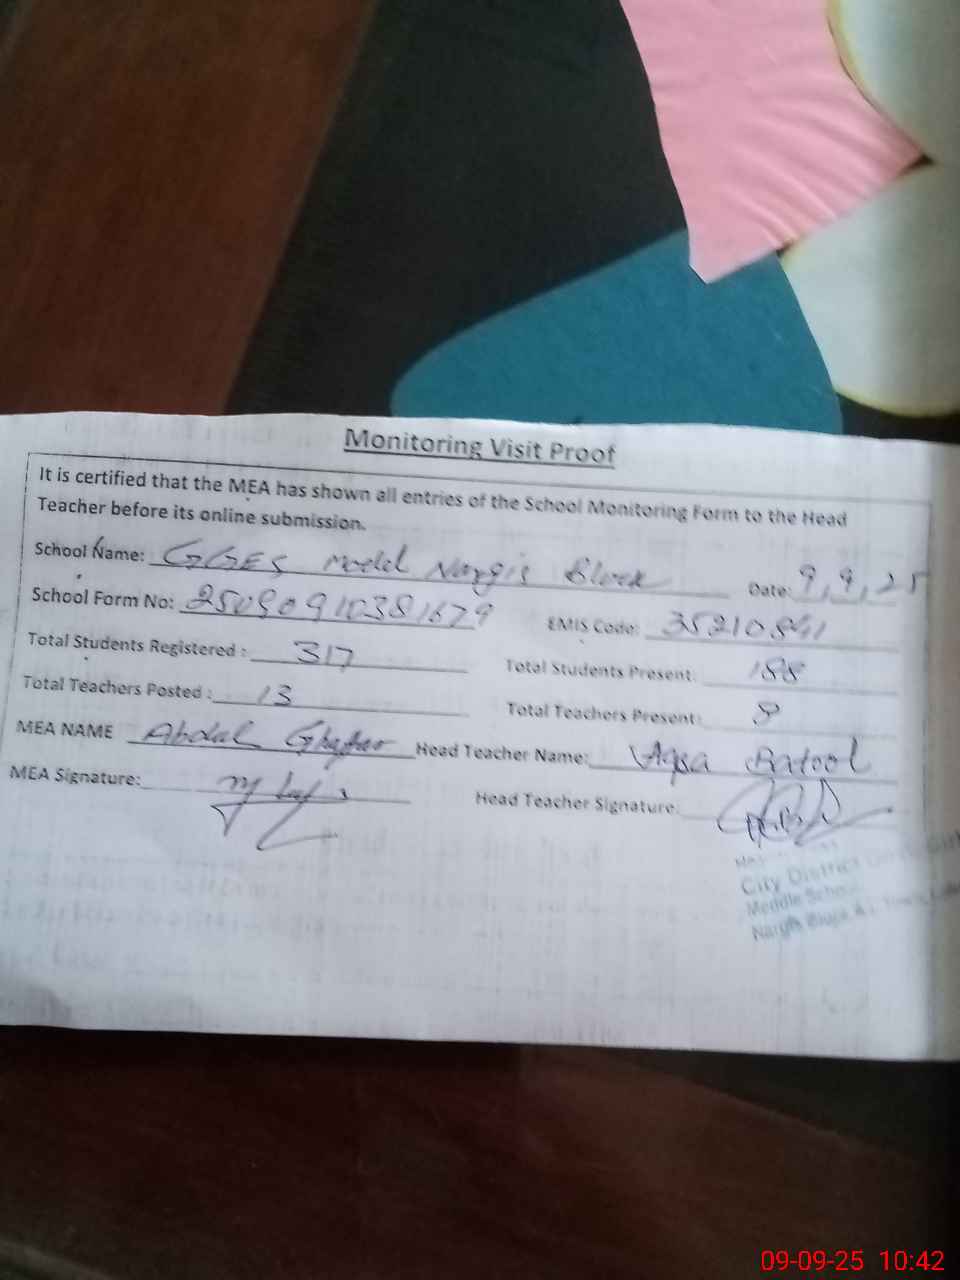 Monitoring Visit Proof
It is certified that the MEA has shown all entries of the School Monitoring Form to the Head
Teacher before its online submission.
School Name: GGES Model Nargis Block Date: 9,9,25
School Form No: 25090910381679 EMIS Code: 35210541
Total Students Registered : 317 Total Students Present: 188
Total Teachers Posted : 13 Total Teachers Present: 8
MEA NAME Abdul Ghaffar Head Teacher Name: Aqsa Batool
MEA Signature: Head Teacher Signature:
City District
Middle School
Nargis Block
09-09-25 10:42